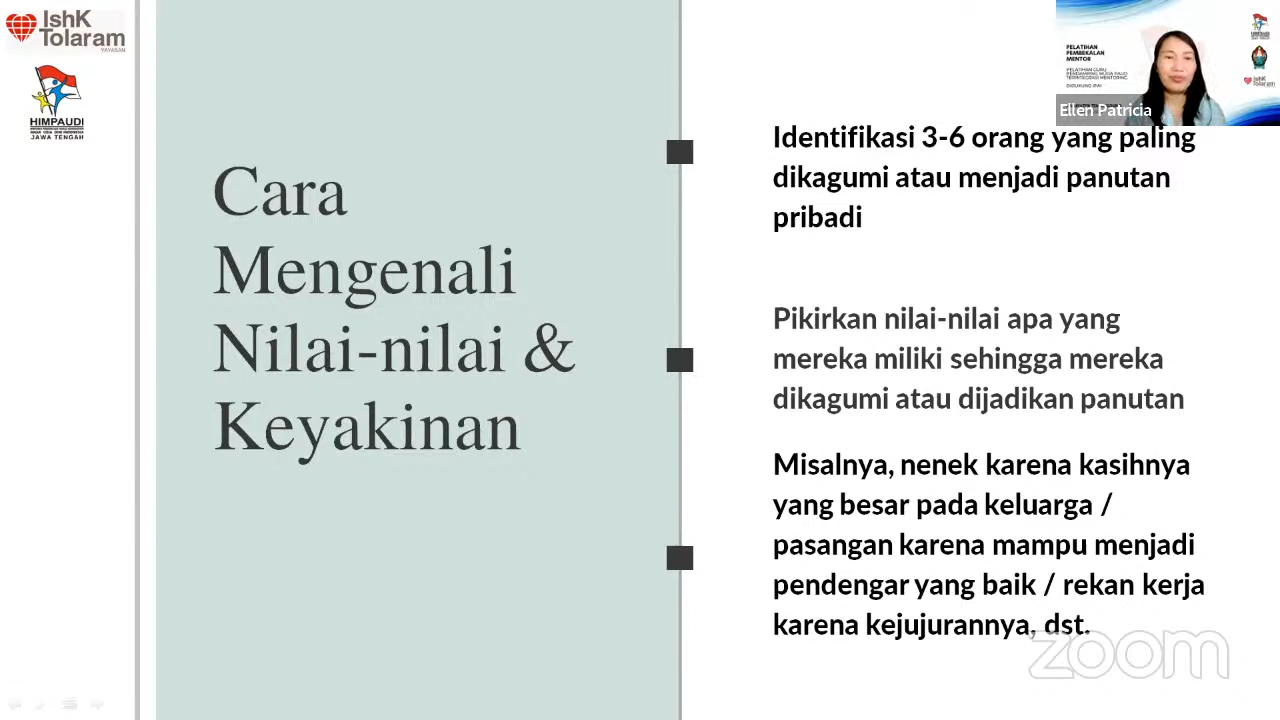 IshK
Tolaram
YAYASAN
HIMPAUDI
JAWA TENGAH
Cara
Mengenali
Nilai-nilai &
Keyakinan
PELATIHAN
PEMBEKALAN
MENTOR
Ellen Patricia
IshK
Tolaram
Identifikasi 3-6 orang yang paling
dikagumi atau menjadi panutan
pribadi
Pikirkan nilai-nilai apa yang
mereka miliki sehingga mereka
dikagumi atau dijadikan panutan
Misalnya, nenek karena kasihnya
yang besar pada keluarga /
pasangan karena mampu menjadi
pendengar yang baik / rekan kerja
karena kejujurannya, dst.
zoom